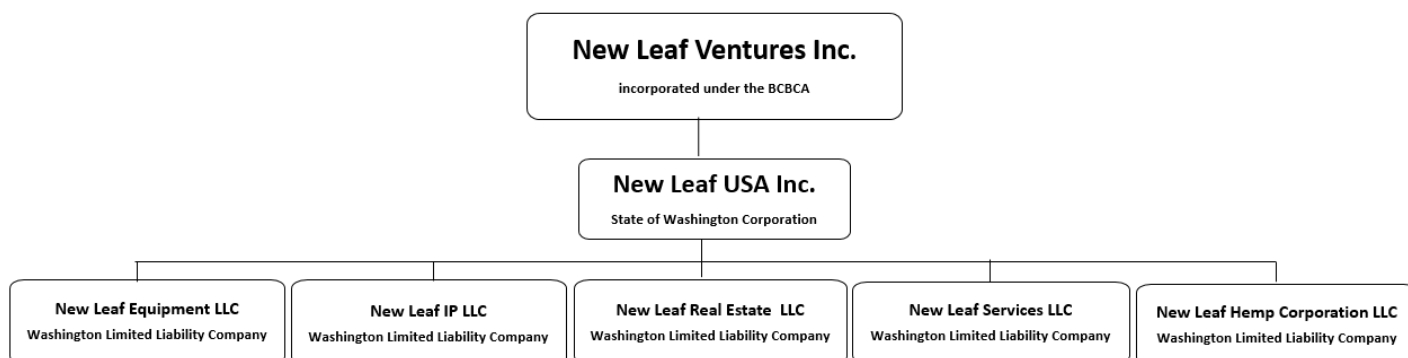 New Leaf Ventures Inc.
incorporated under the BCBCA
New Leaf USA Inc.
State of Washington Corporation
New Leaf Equipment LLC
Washington Limited Liability Company
New Leaf IP LLC
Washington Limited Liability Company
New Leaf Real Estate LLC
Washington Limited Liability Company
New Leaf Services LLC
Washington Limited Liability Company
New Leaf Hemp Corporation LLC
Washington Limited Liability Company